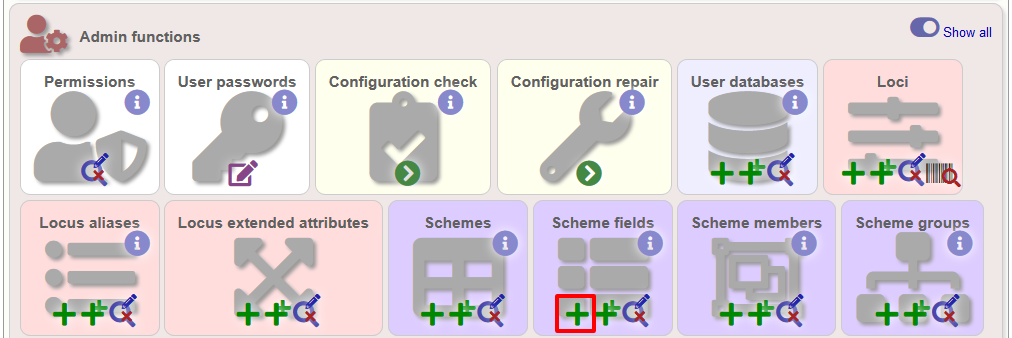 Admin functions
Show all
Permissions
User passwords
Configuration check
Configuration repair
User databases
Loci
Locus aliases
Locus extended attributes
Schemes
Scheme fields
Scheme members
Scheme groups